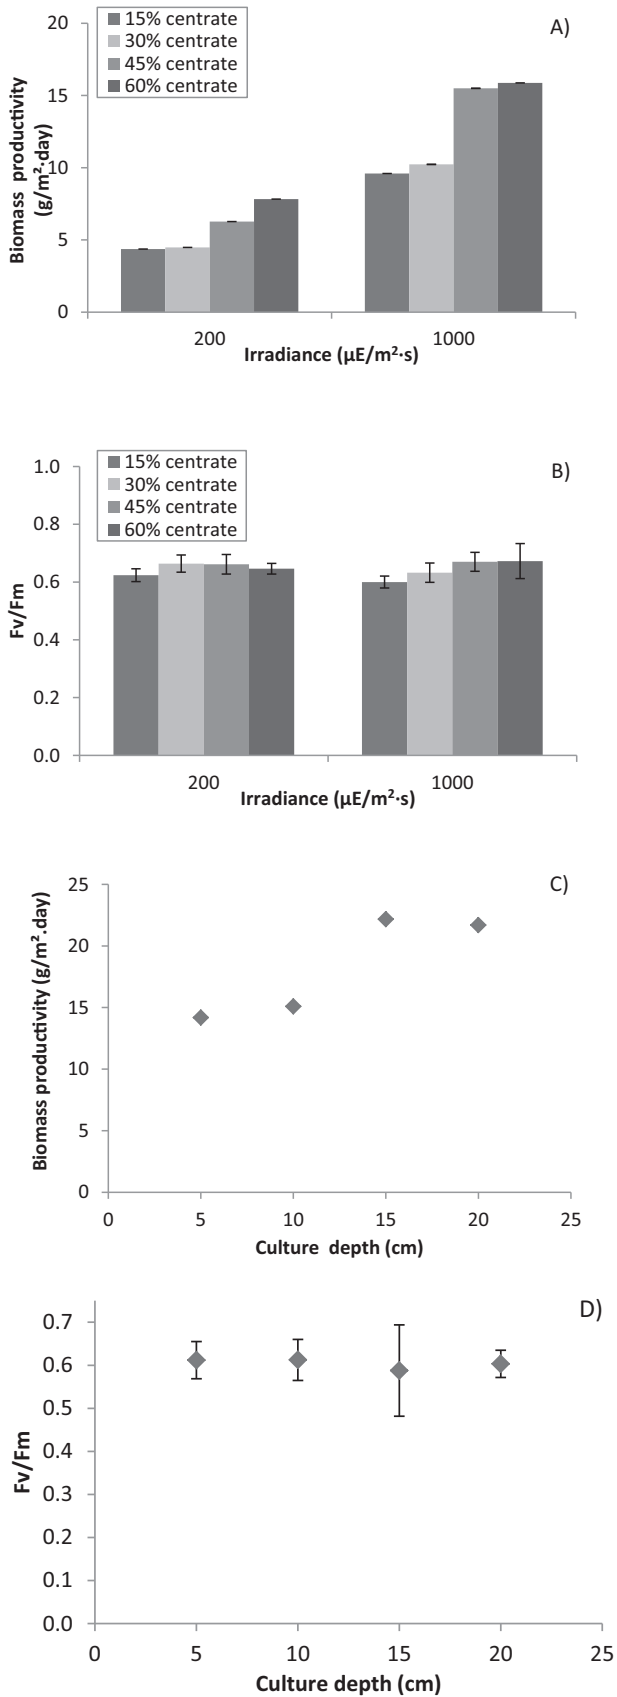 A)
15% centrate
30% centrate
45% centrate
60% centrate
Biomass productivity
(g/m²·day)
20
15
10
5
0
200
1000
Irradiance (μE/m²·s)
B)
15% centrate
30% centrate
45% centrate
60% centrate
Fv/Fm
1.0
0.8
0.6
0.4
0.2
0.0
200
1000
Irradiance (μE/m²·s)
C)
Biomass productivity (g/m².day)
25
20
15
10
5
0
0 5 10 15 20 25
Culture depth (cm)
D)
Fv/Fm
0.7
0.6
0.5
0.4
0.3
0.2
0.1
0.0
0 5 10 15 20 25
Culture depth (cm)